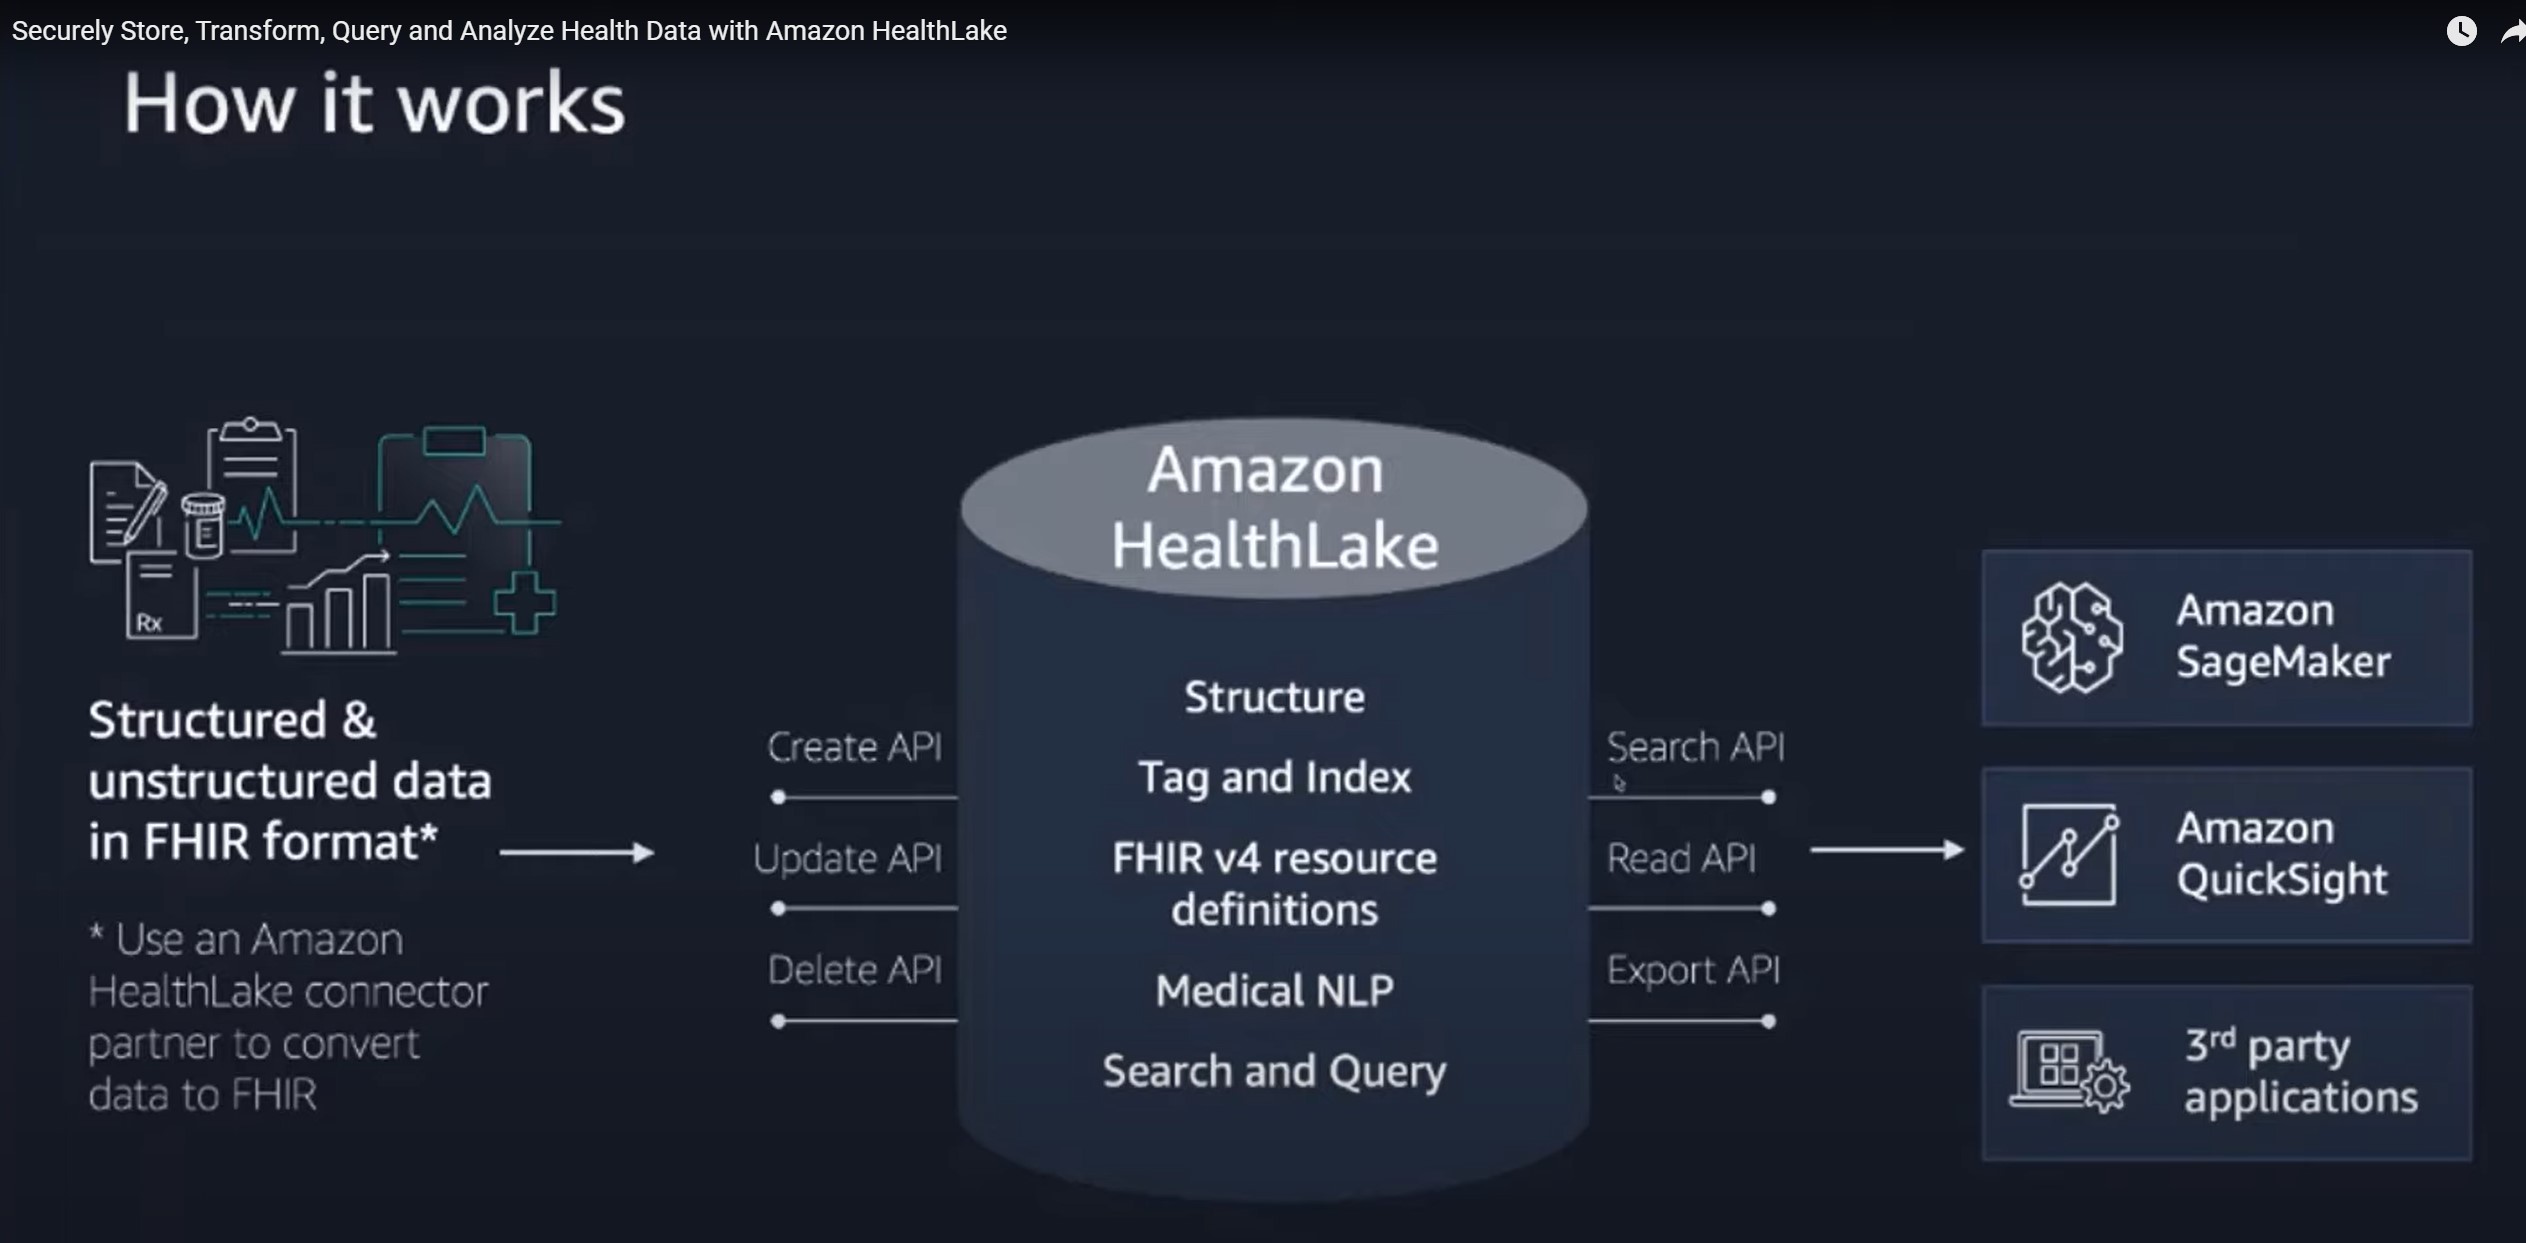 Securely Store, Transform, Query and Analyze Health Data with Amazon HealthLake
How it works
Rx
Structured &
unstructured data
in FHIR format*
* Use an Amazon
HealthLake connector
partner to convert
data to FHIR
Create API
Update API
Delete API
Amazon
HealthLake
Structure
Tag and Index
FHIR v4 resource
definitions
Medical NLP
Search and Query
Search API
Read API
Export API
Amazon
SageMaker
Amazon
QuickSight
3rd party
applications